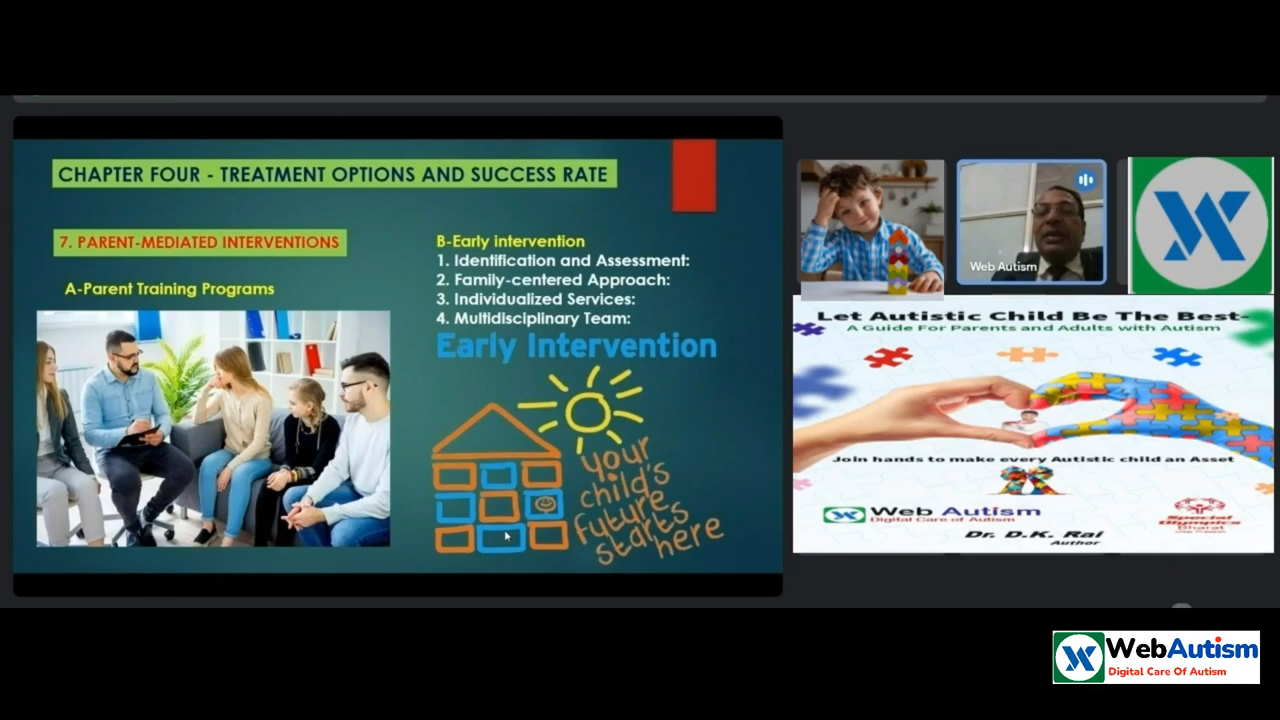 CHAPTER FOUR - TREATMENT OPTIONS AND SUCCESS RATE
7. PARENT-MEDIATED INTERVENTIONS
A-Parent Training Programs
B-Early intervention
1. Identification and Assessment:
2. Family-centered Approach:
3. Individualized Services:
4. Multidisciplinary Team:
Early Intervention
your
child's
future
starts
here
Web Autism
Let Autistic Child Be The Best-
A Guide For Parents and Adults with Autism
Join hands to make every Autistic child an Asset
Web Autism
Digital Care of Autism
Special
Olympics
Bharat
Dr. D.K. Rai
Author
WebAutism
Digital Care Of Autism